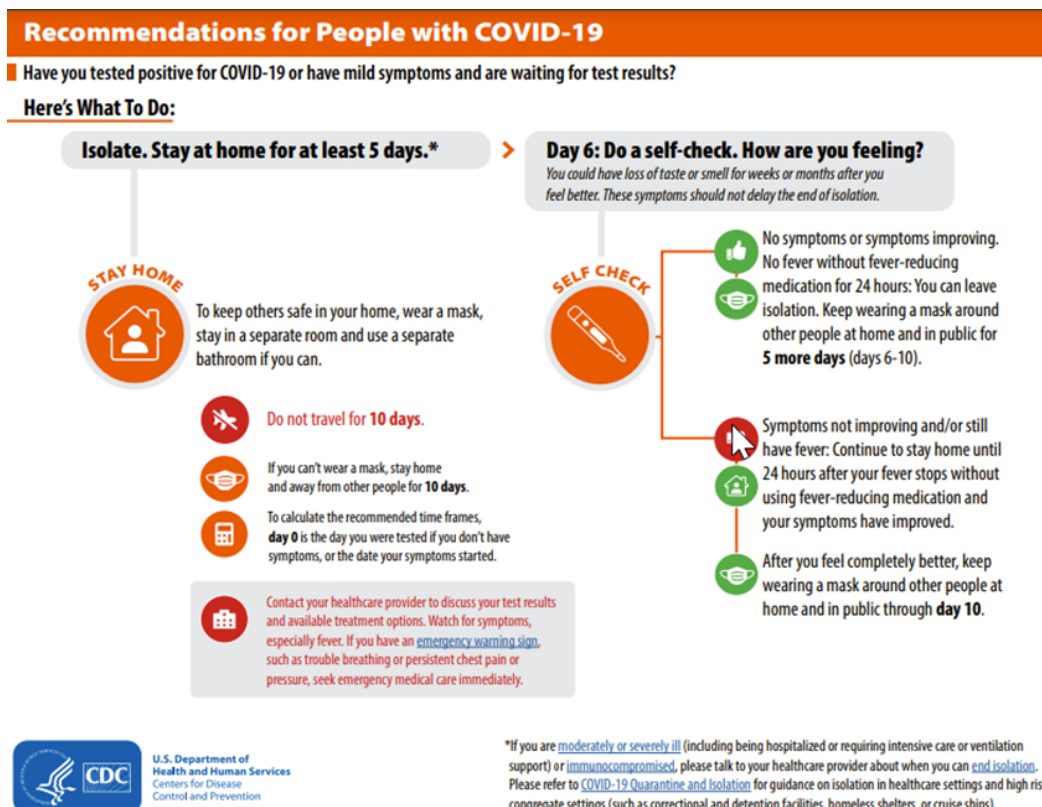 Recommendations for People with COVID-19
Have you tested positive for COVID-19 or have mild symptoms and are waiting for test results?
Here's What To Do:
Isolate. Stay at home for at least 5 days.*
STAY HOME
To keep others safe in your home, wear a mask,
stay in a separate room and use a separate
bathroom if you can.
Do not travel for 10 days.
If you can't wear a mask, stay home
and away from other people for 10 days.
To calculate the recommended time frames,
day 0 is the day you were tested if you don't have
symptoms, or the date your symptoms started.
Contact your healthcare provider to discuss your test results
and available treatment options. Watch for symptoms,
especially fever. If you have an emergency warning sign,
such as trouble breathing or persistent chest pain or
pressure, seek emergency medical care immediately.
Day 6: Do a self-check. How are you feeling?
You could have loss of taste or smell for weeks or months after you
feel better. These symptoms should not delay the end of isolation.
SELF CHECK
No symptoms or symptoms improving.
No fever without fever-reducing
medication for 24 hours: You can leave
isolation. Keep wearing a mask around
other people at home and in public for
5 more days (days 6-10).
Symptoms not improving and/or still
have fever: Continue to stay home until
24 hours after your fever stops without
using fever-reducing medication and
your symptoms have improved.
After you feel completely better, keep
wearing a mask around other people at
home and in public through day 10.
CDC
U.S. Department of
Health and Human Services
Centers for Disease
Control and Prevention
*If you are moderately or severely ill (including being hospitalized or requiring intensive care or ventilation
support) or immunocompromised, please talk to your healthcare provider about when you can end isolation.
Please refer to COVID-19 Quarantine and Isolation for guidance on isolation in healthcare settings and high ris
congregate settings (such as correctional and detention facilities, homeless shelters, or cruise ships).